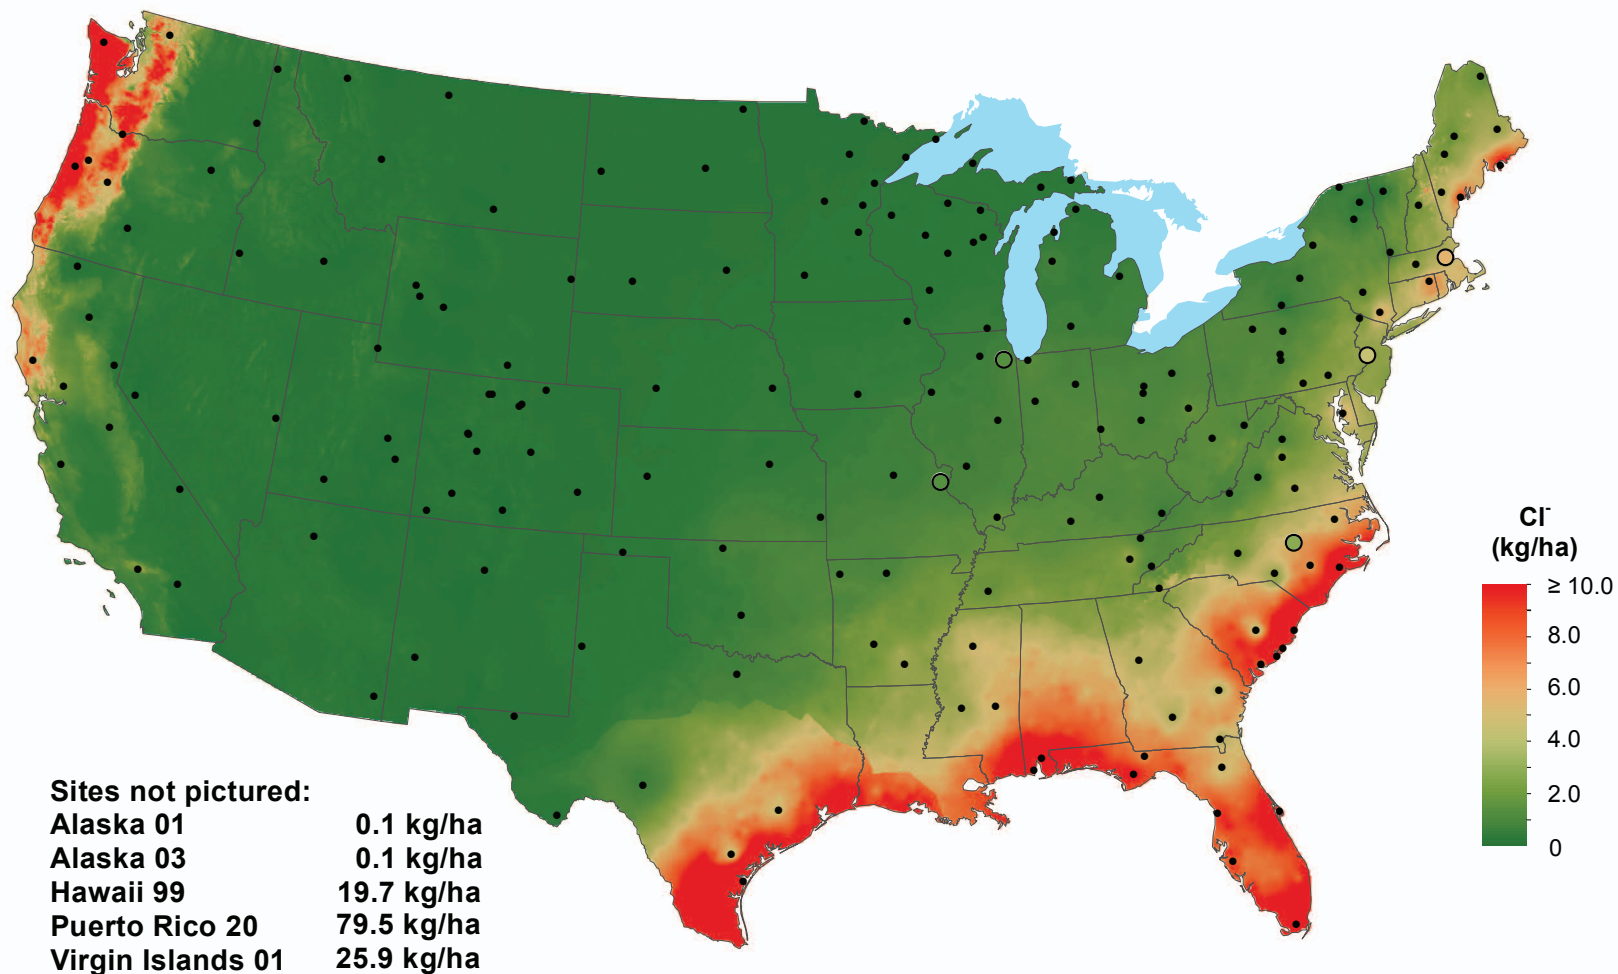 Cl-
(kg/ha)
≥ 10.0
8.0
6.0
4.0
2.0
0
Sites not pictured:
Alaska 01 0.1 kg/ha
Alaska 03 0.1 kg/ha
Hawaii 99 19.7 kg/ha
Puerto Rico 20 79.5 kg/ha
Virgin Islands 01 25.9 kg/ha